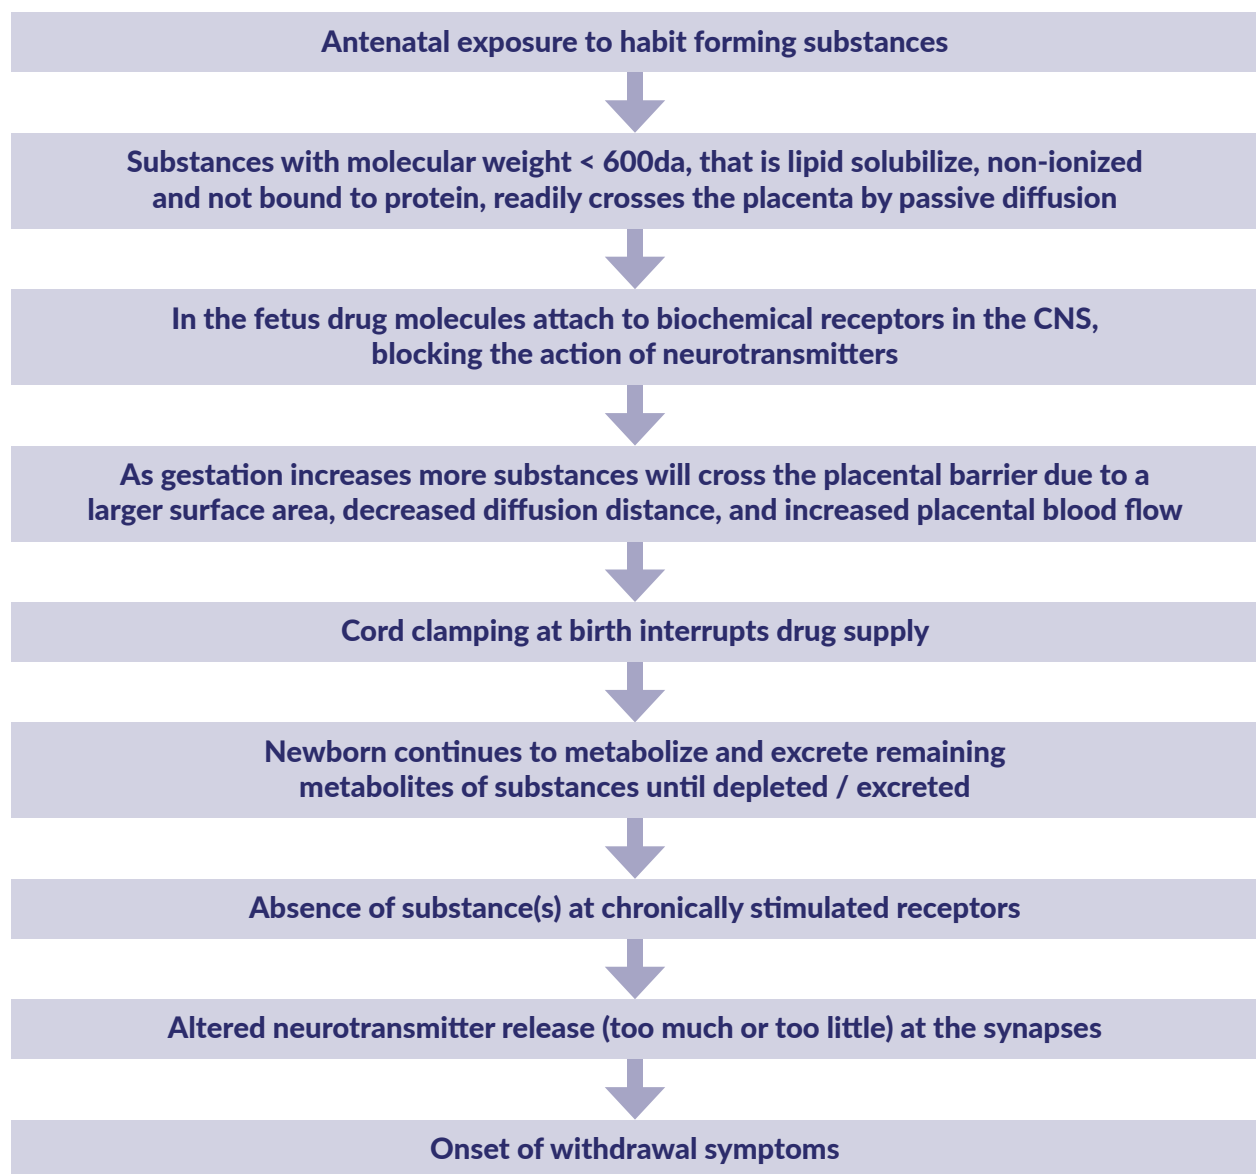 Antenatal exposure to habit forming substances
Substances with molecular weight < 600da, that is lipid solubilize, non-ionized
and not bound to protein, readily crosses the placenta by passive diffusion
In the fetus drug molecules attach to biochemical receptors in the CNS,
blocking the action of neurotransmitters
As gestation increases more substances will cross the placental barrier due to a
larger surface area, decreased diffusion distance, and increased placental blood flow
Cord clamping at birth interrupts drug supply
Newborn continues to metabolize and excrete remaining
metabolites of substances until depleted / excreted
Absence of substance(s) at chronically stimulated receptors
Altered neurotransmitter release (too much or too little) at the synapses
Onset of withdrawal symptoms